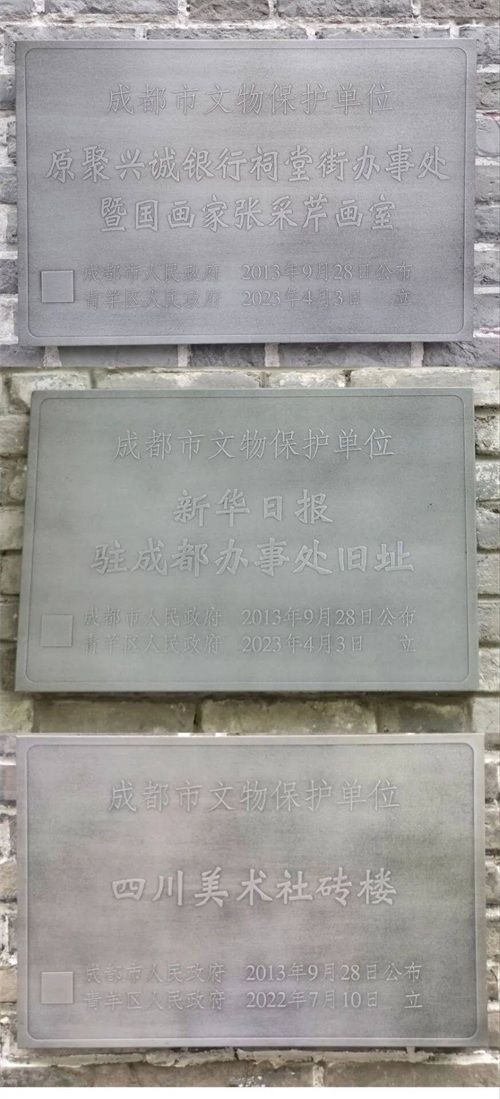 成都市文物保护单位
原聚兴诚银行祠堂街办事处
暨国画家张采芹画室
成都市人民政府 2013年9月28日公布
青羊区人民政府 2023年4月3日 立
成都市文物保护单位
新华日报
驻成都办事处旧址
成都市人民政府 2013年9月28日公布
青羊区人民政府 2023年4月3日 立
成都市文物保护单位
四川美术社砖楼
成都市人民政府 2013年9月28日公布
青羊区人民政府 2022年7月10日 立